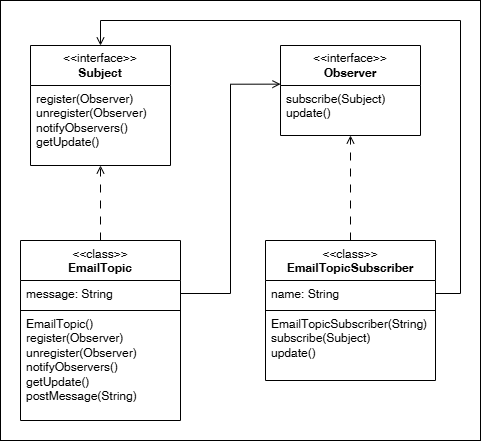 <<interface>>
Subject
register(Observer)
unregister(Observer)
notifyObservers()
getUpdate()
<<interface>>
Observer
subscribe(Subject)
update()
<<class>>
EmailTopic
message: String
EmailTopic()
register(Observer)
unregister(Observer)
notifyObservers()
getUpdate()
postMessage(String)
<<class>>
EmailTopicSubscriber
name: String
EmailTopicSubscriber(String)
subscribe(Subject)
update()